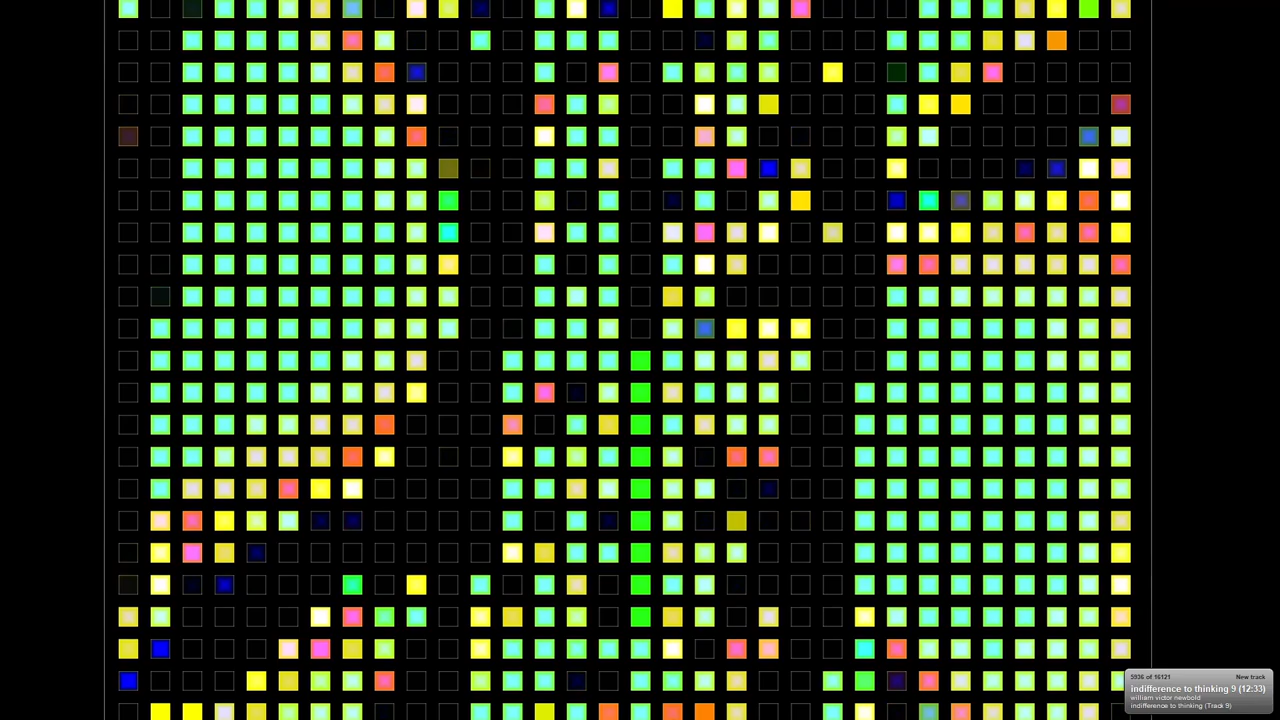 5936 of 16121 New track
indifference to thinking 9 (12:33)
william victor newbold
indifference to thinking (Track 9)